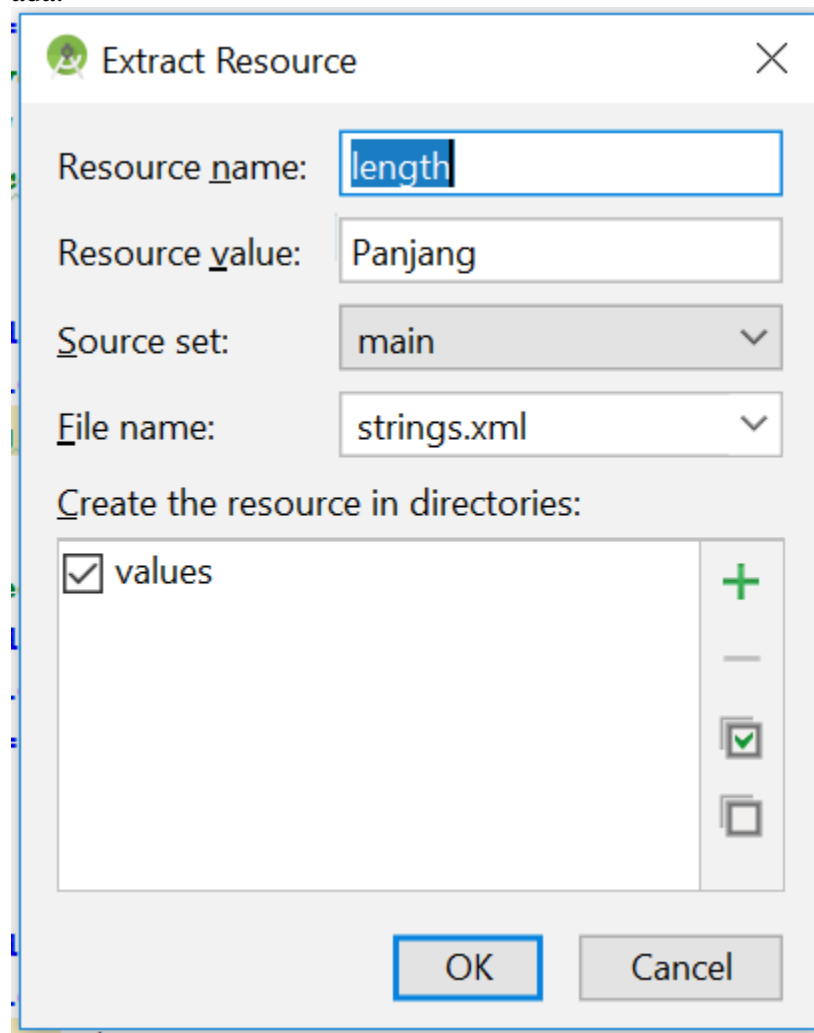 Extract Resource
Resource name: length
Resource value: Panjang
Source set: main
File name: strings.xml
Create the resource in directories:
values
OK Cancel